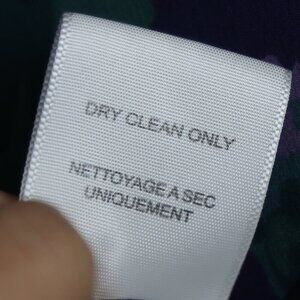 DRY CLEAN ONLY
NETTOYAGE A SEC
UNIQUEMENT